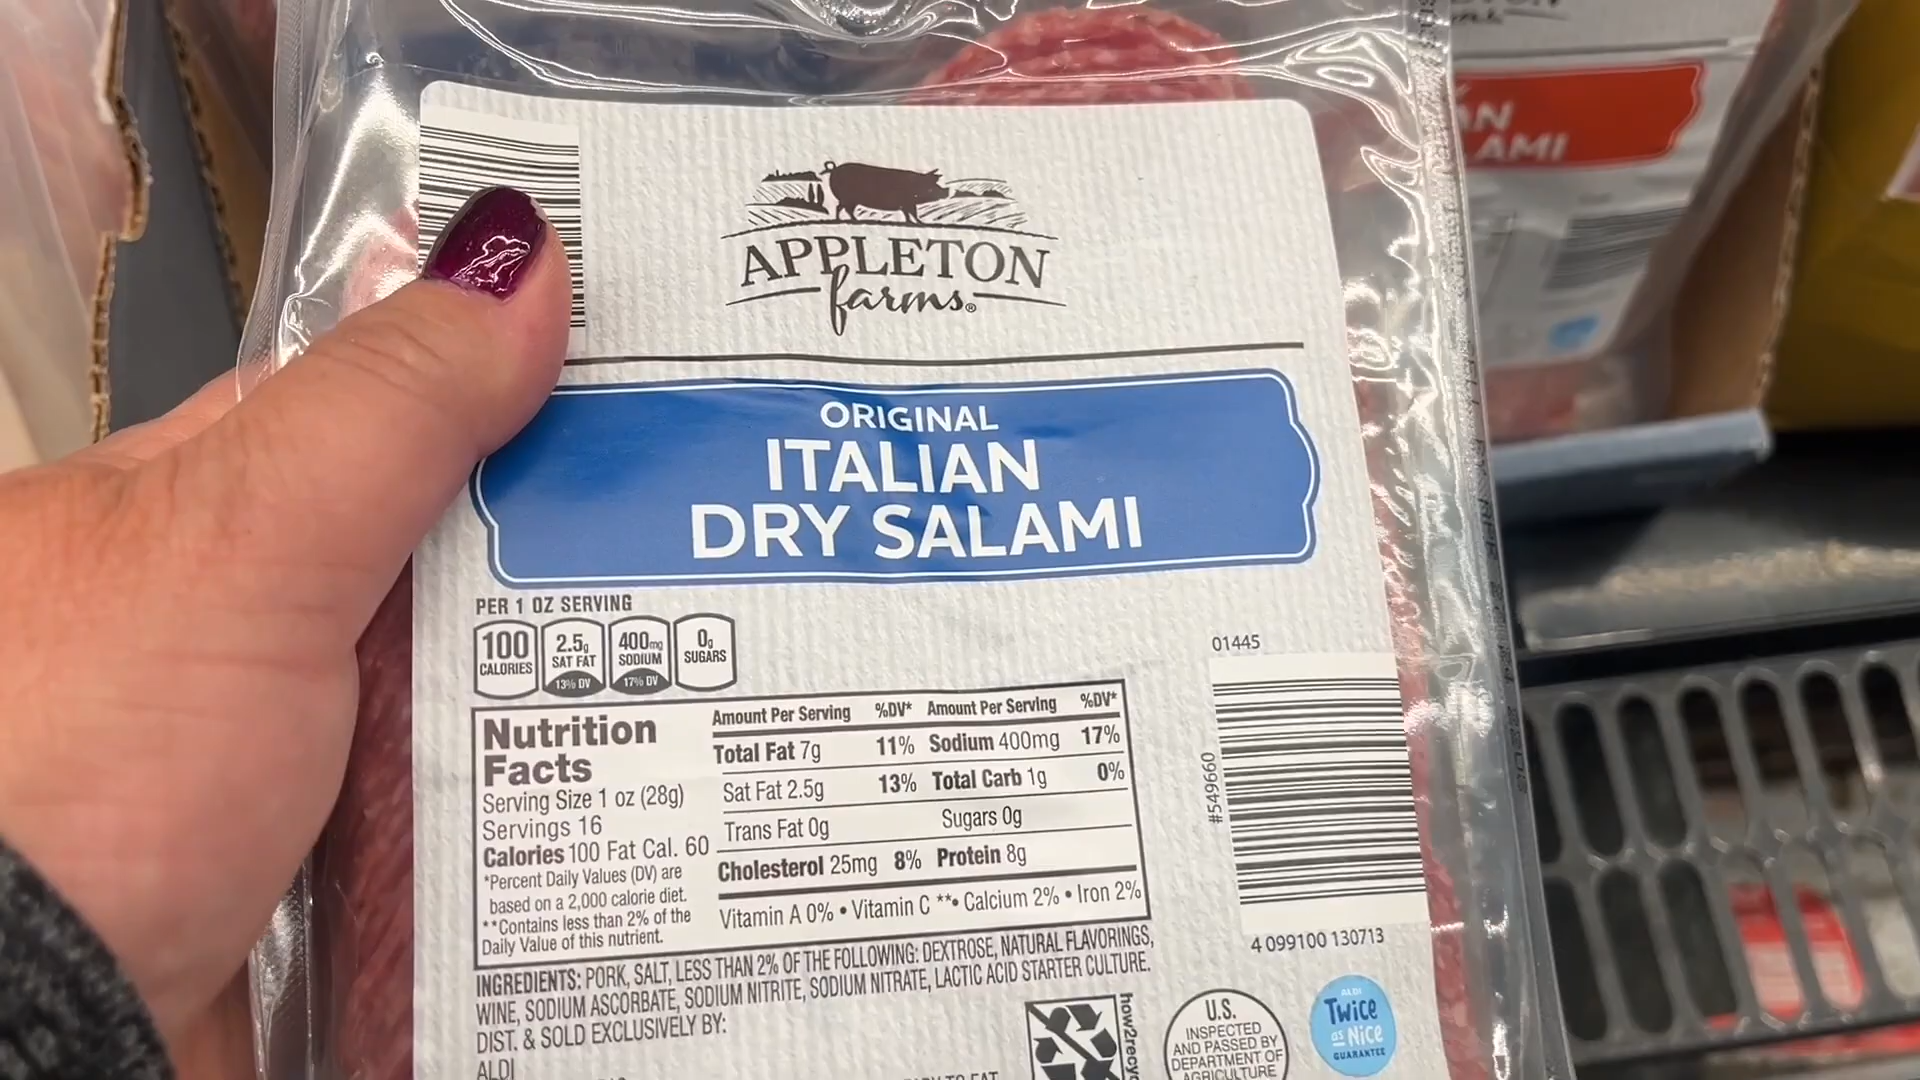 APPLETON
farms®
ORIGINAL
ITALIAN
DRY SALAMI
PER 1 OZ SERVING
100
CALORIES
2.5g
SAT FAT
13% DV
400mg
SODIUM
17% DV
0g
SUGARS
Nutrition
Facts
Serving Size 1 oz (28g)
Servings 16
Calories 100 Fat Cal. 60
*Percent Daily Values (DV) are
based on a 2,000 calorie diet.
**Contains less than 2% of the
Daily Value of this nutrient.
Amount Per Serving %DV* Amount Per Serving %DV*
Total Fat 7g 11% Sodium 400mg 17%
Sat Fat 2.5g 13% Total Carb 1g 0%
Trans Fat 0g Sugars 0g
Cholesterol 25mg 8% Protein 8g
Vitamin A 0% • Vitamin C ** • Calcium 2% • Iron 2%
INGREDIENTS: PORK, SALT, LESS THAN 2% OF THE FOLLOWING: DEXTROSE, NATURAL FLAVORINGS,
WINE, SODIUM ASCORBATE, SODIUM NITRITE, SODIUM NITRATE, LACTIC ACID STARTER CULTURE.
DIST. & SOLD EXCLUSIVELY BY:
ALDI
01445
#549660
4 099100 130713
how2recyc
U.S.
INSPECTED
AND PASSED BY
DEPARTMENT OF
AGRICULTURE
ALDI
Twice
as Nice
GUARANTEE
TO EAT
AN
AMI